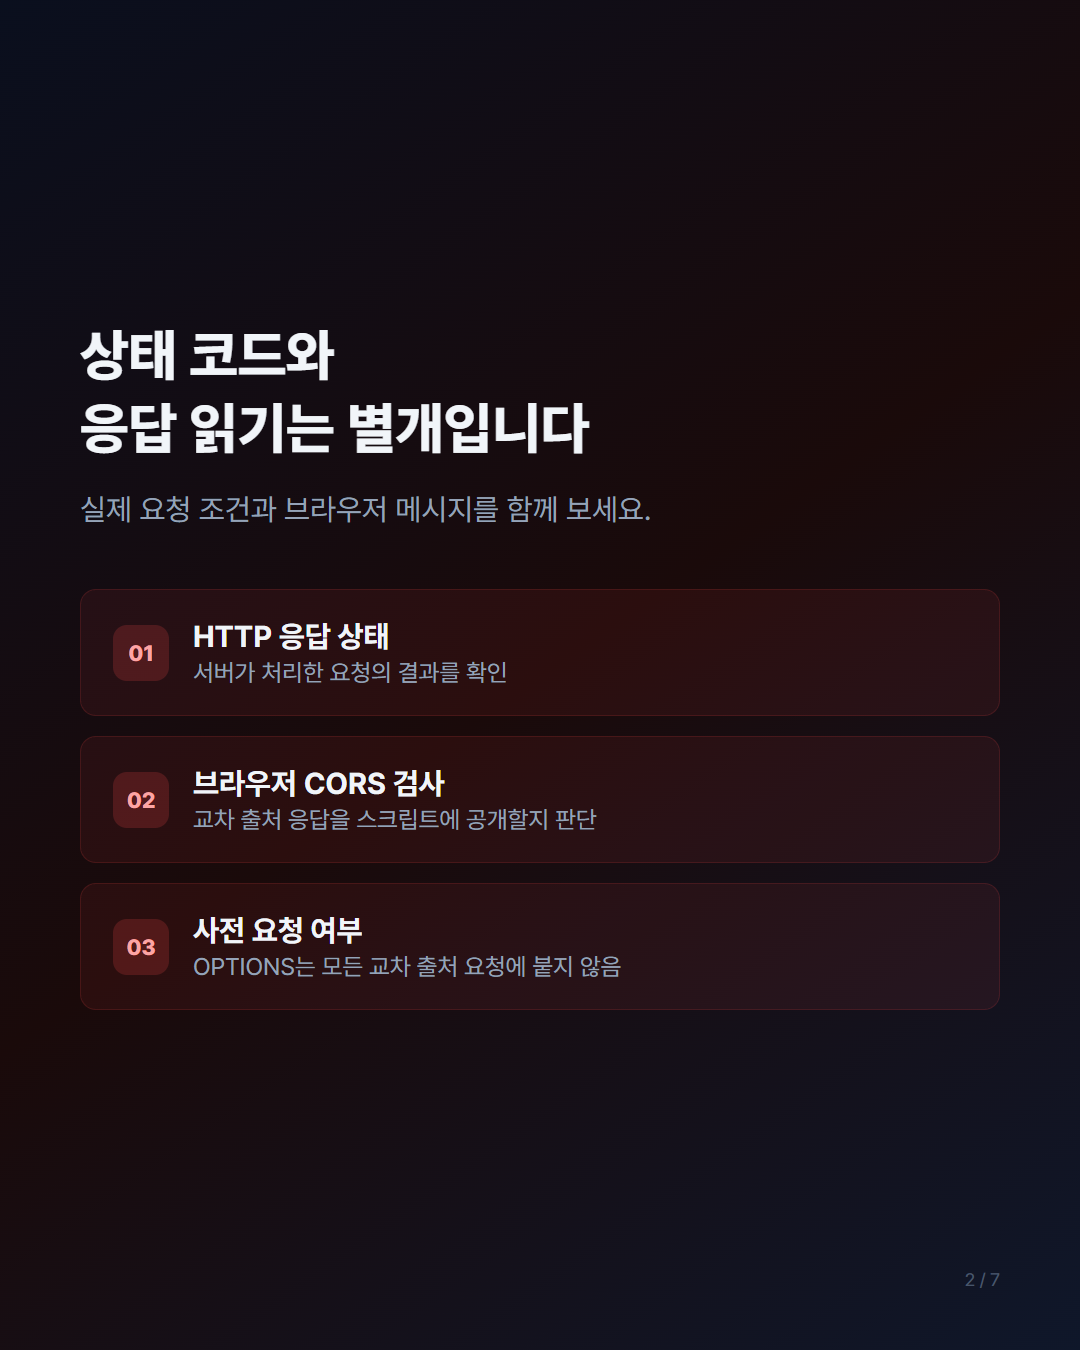 상태 코드와
응답 읽기는 별개입니다
실제 요청 조건과 브라우저 메시지를 함께 보세요.
01
HTTP 응답 상태
서버가 처리한 요청의 결과를 확인
02
브라우저 CORS 검사
교차 출처 응답을 스크립트에 공개할지 판단
03
사전 요청 여부
OPTIONS는 모든 교차 출처 요청에 붙지 않음
2 / 7